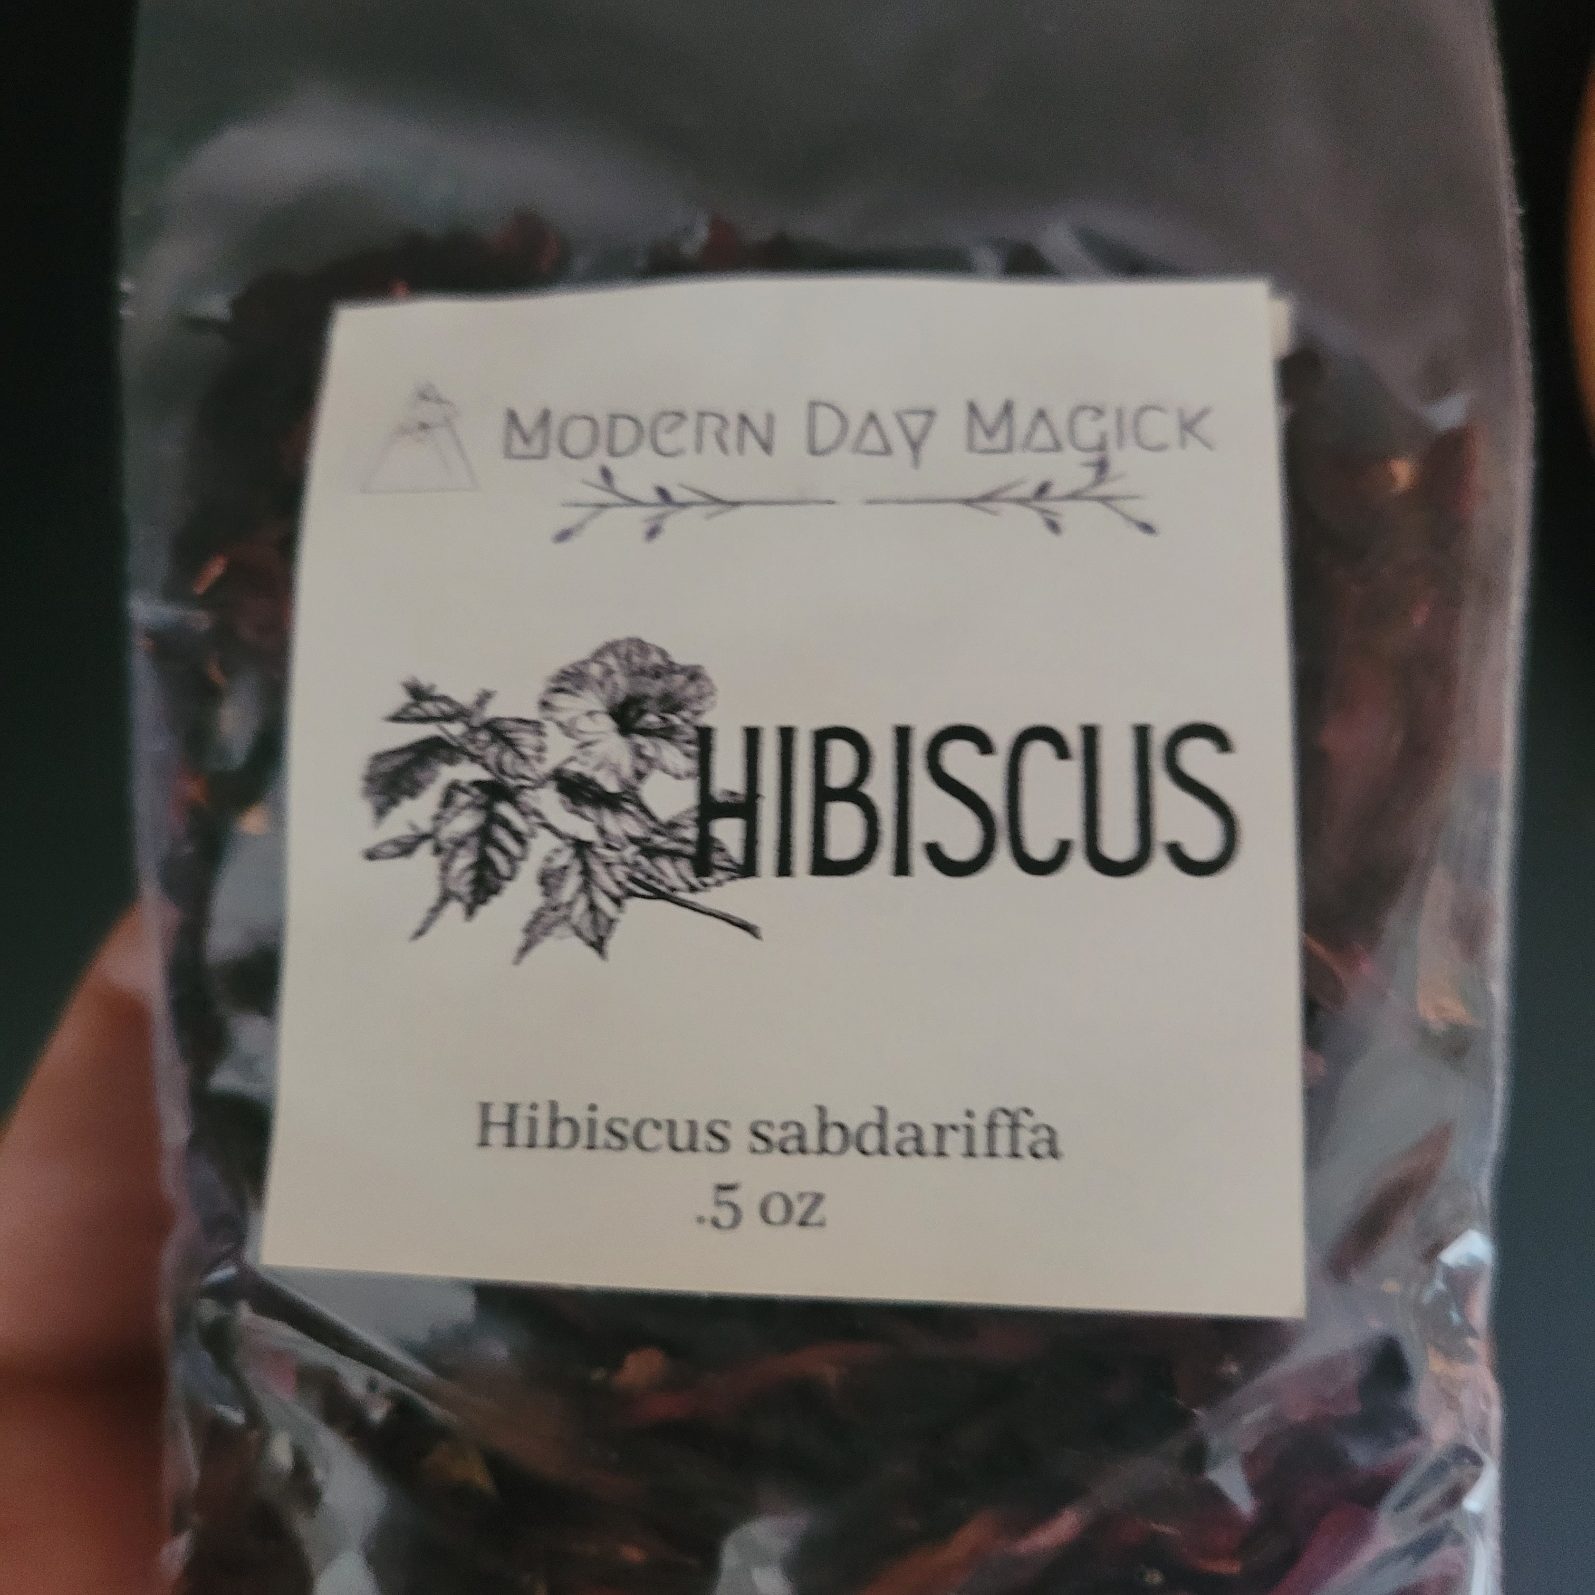 MODERN DAY MAGICK
HIBISCUS
Hibiscus sabdariffa
.5 oz